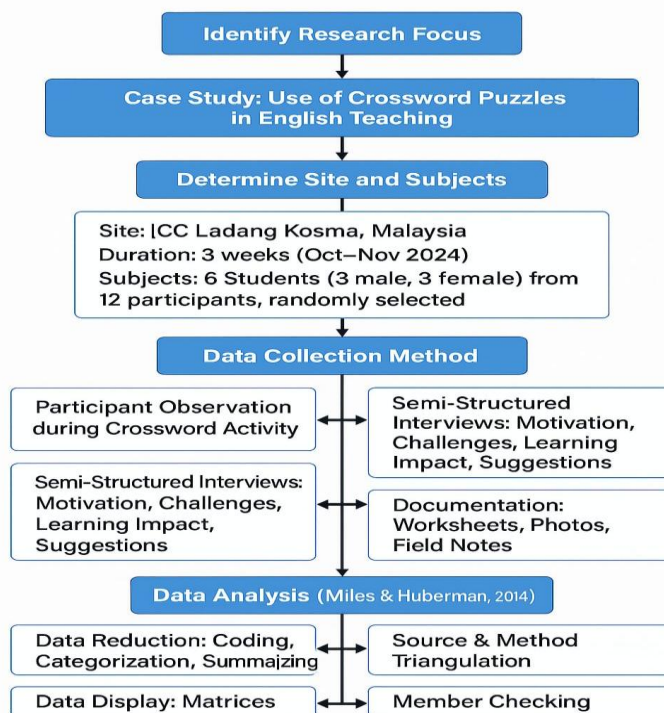 Identify Research Focus
Case Study: Use of Crossword Puzzles
in English Teaching
Determine Site and Subjects
Site: ICC Ladang Kosma, Malaysia
Duration: 3 weeks (Oct–Nov 2024)
Subjects: 6 Students (3 male, 3 female) from
12 participants, randomly selected
Data Collection Method
Participant Observation
during Crossword Activity
Semi-Structured
Interviews: Motivation,
Challenges, Learning
Impact, Suggestions
Semi-Structured Interviews:
Motivation, Challenges,
Learning Impact,
Suggestions
Documentation:
Worksheets, Photos,
Field Notes
Data Analysis (Miles & Huberman, 2014)
Data Reduction: Coding,
Categorization, Summajzing
Source & Method
Triangulation
Data Display: Matrices
Member Checking